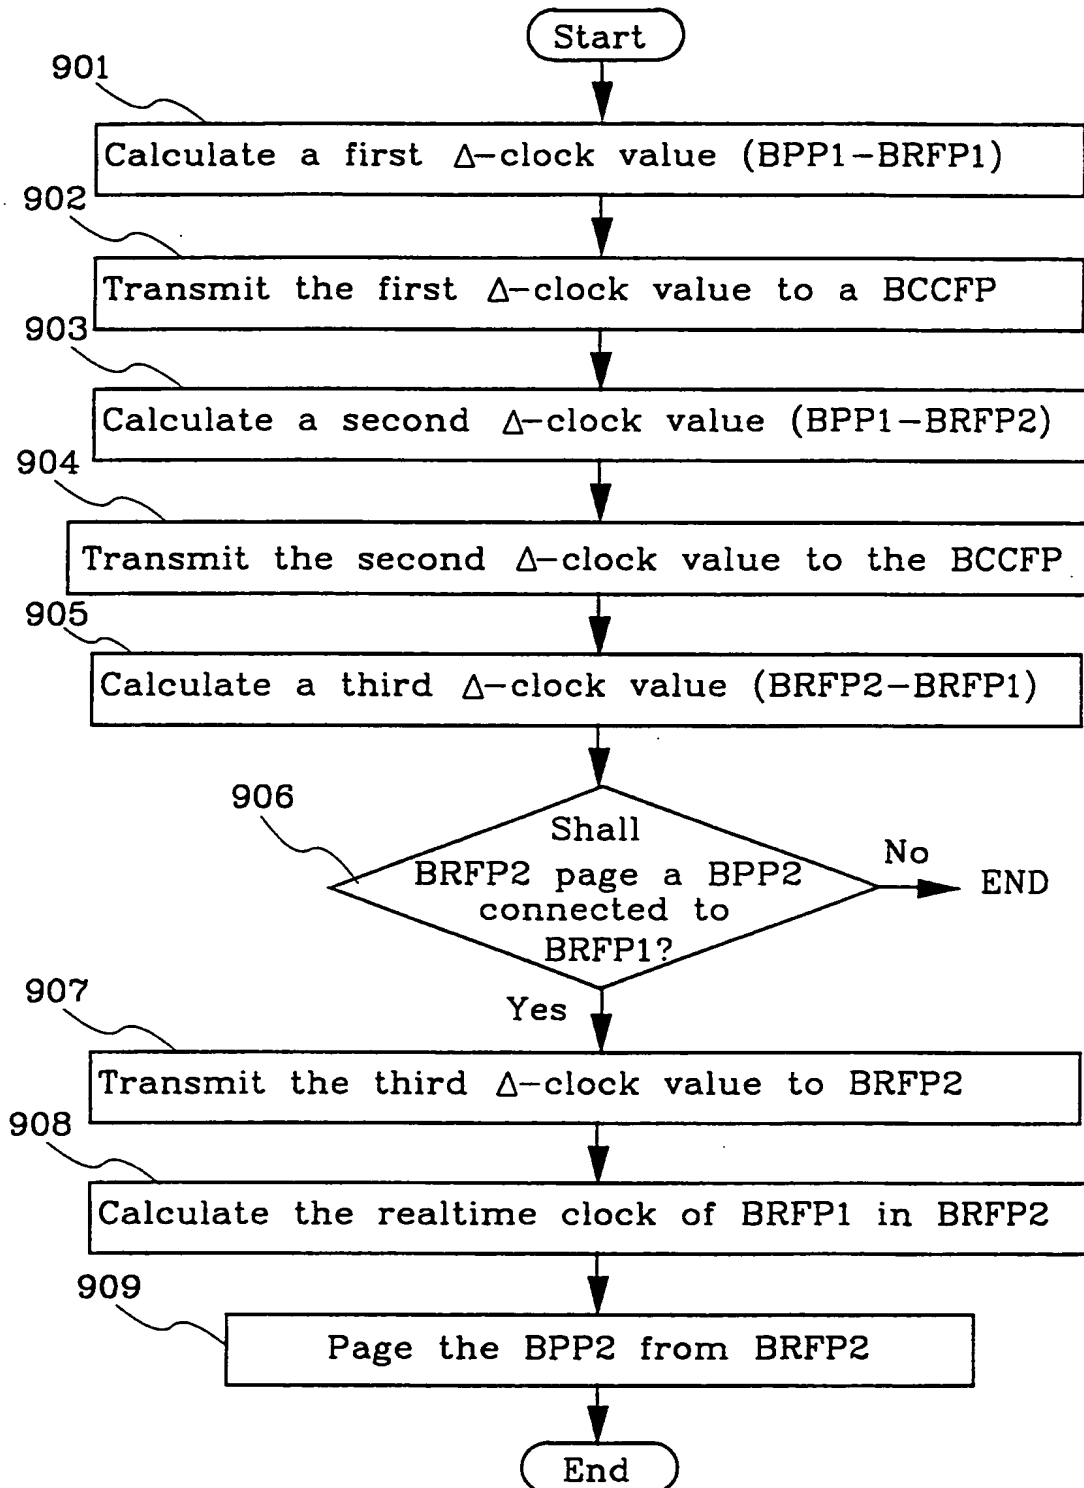 Start
901
Calculate a first Δ-clock value (BPP1-BRFP1)
902
Transmit the first Δ-clock value to a BCCFP
903
Calculate a second Δ-clock value (BPP1-BRFP2)
904
Transmit the second Δ-clock value to the BCCFP
905
Calculate a third Δ-clock value (BRFP2-BRFP1)
906
Shall
BRFP2 page a BPP2
connected to
BRFP1?
No
END
Yes
907
Transmit the third Δ-clock value to BRFP2
908
Calculate the realtime clock of BRFP1 in BRFP2
909
Page the BPP2 from BRFP2
End